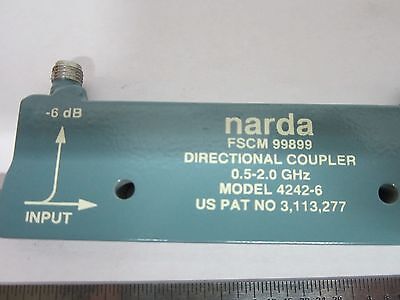 -6 dB
INPUT
narda
FSCM 99899
DIRECTIONAL COUPLER
0.5-2.0 GHz
MODEL 4242-6
US PAT NO 3,113,277